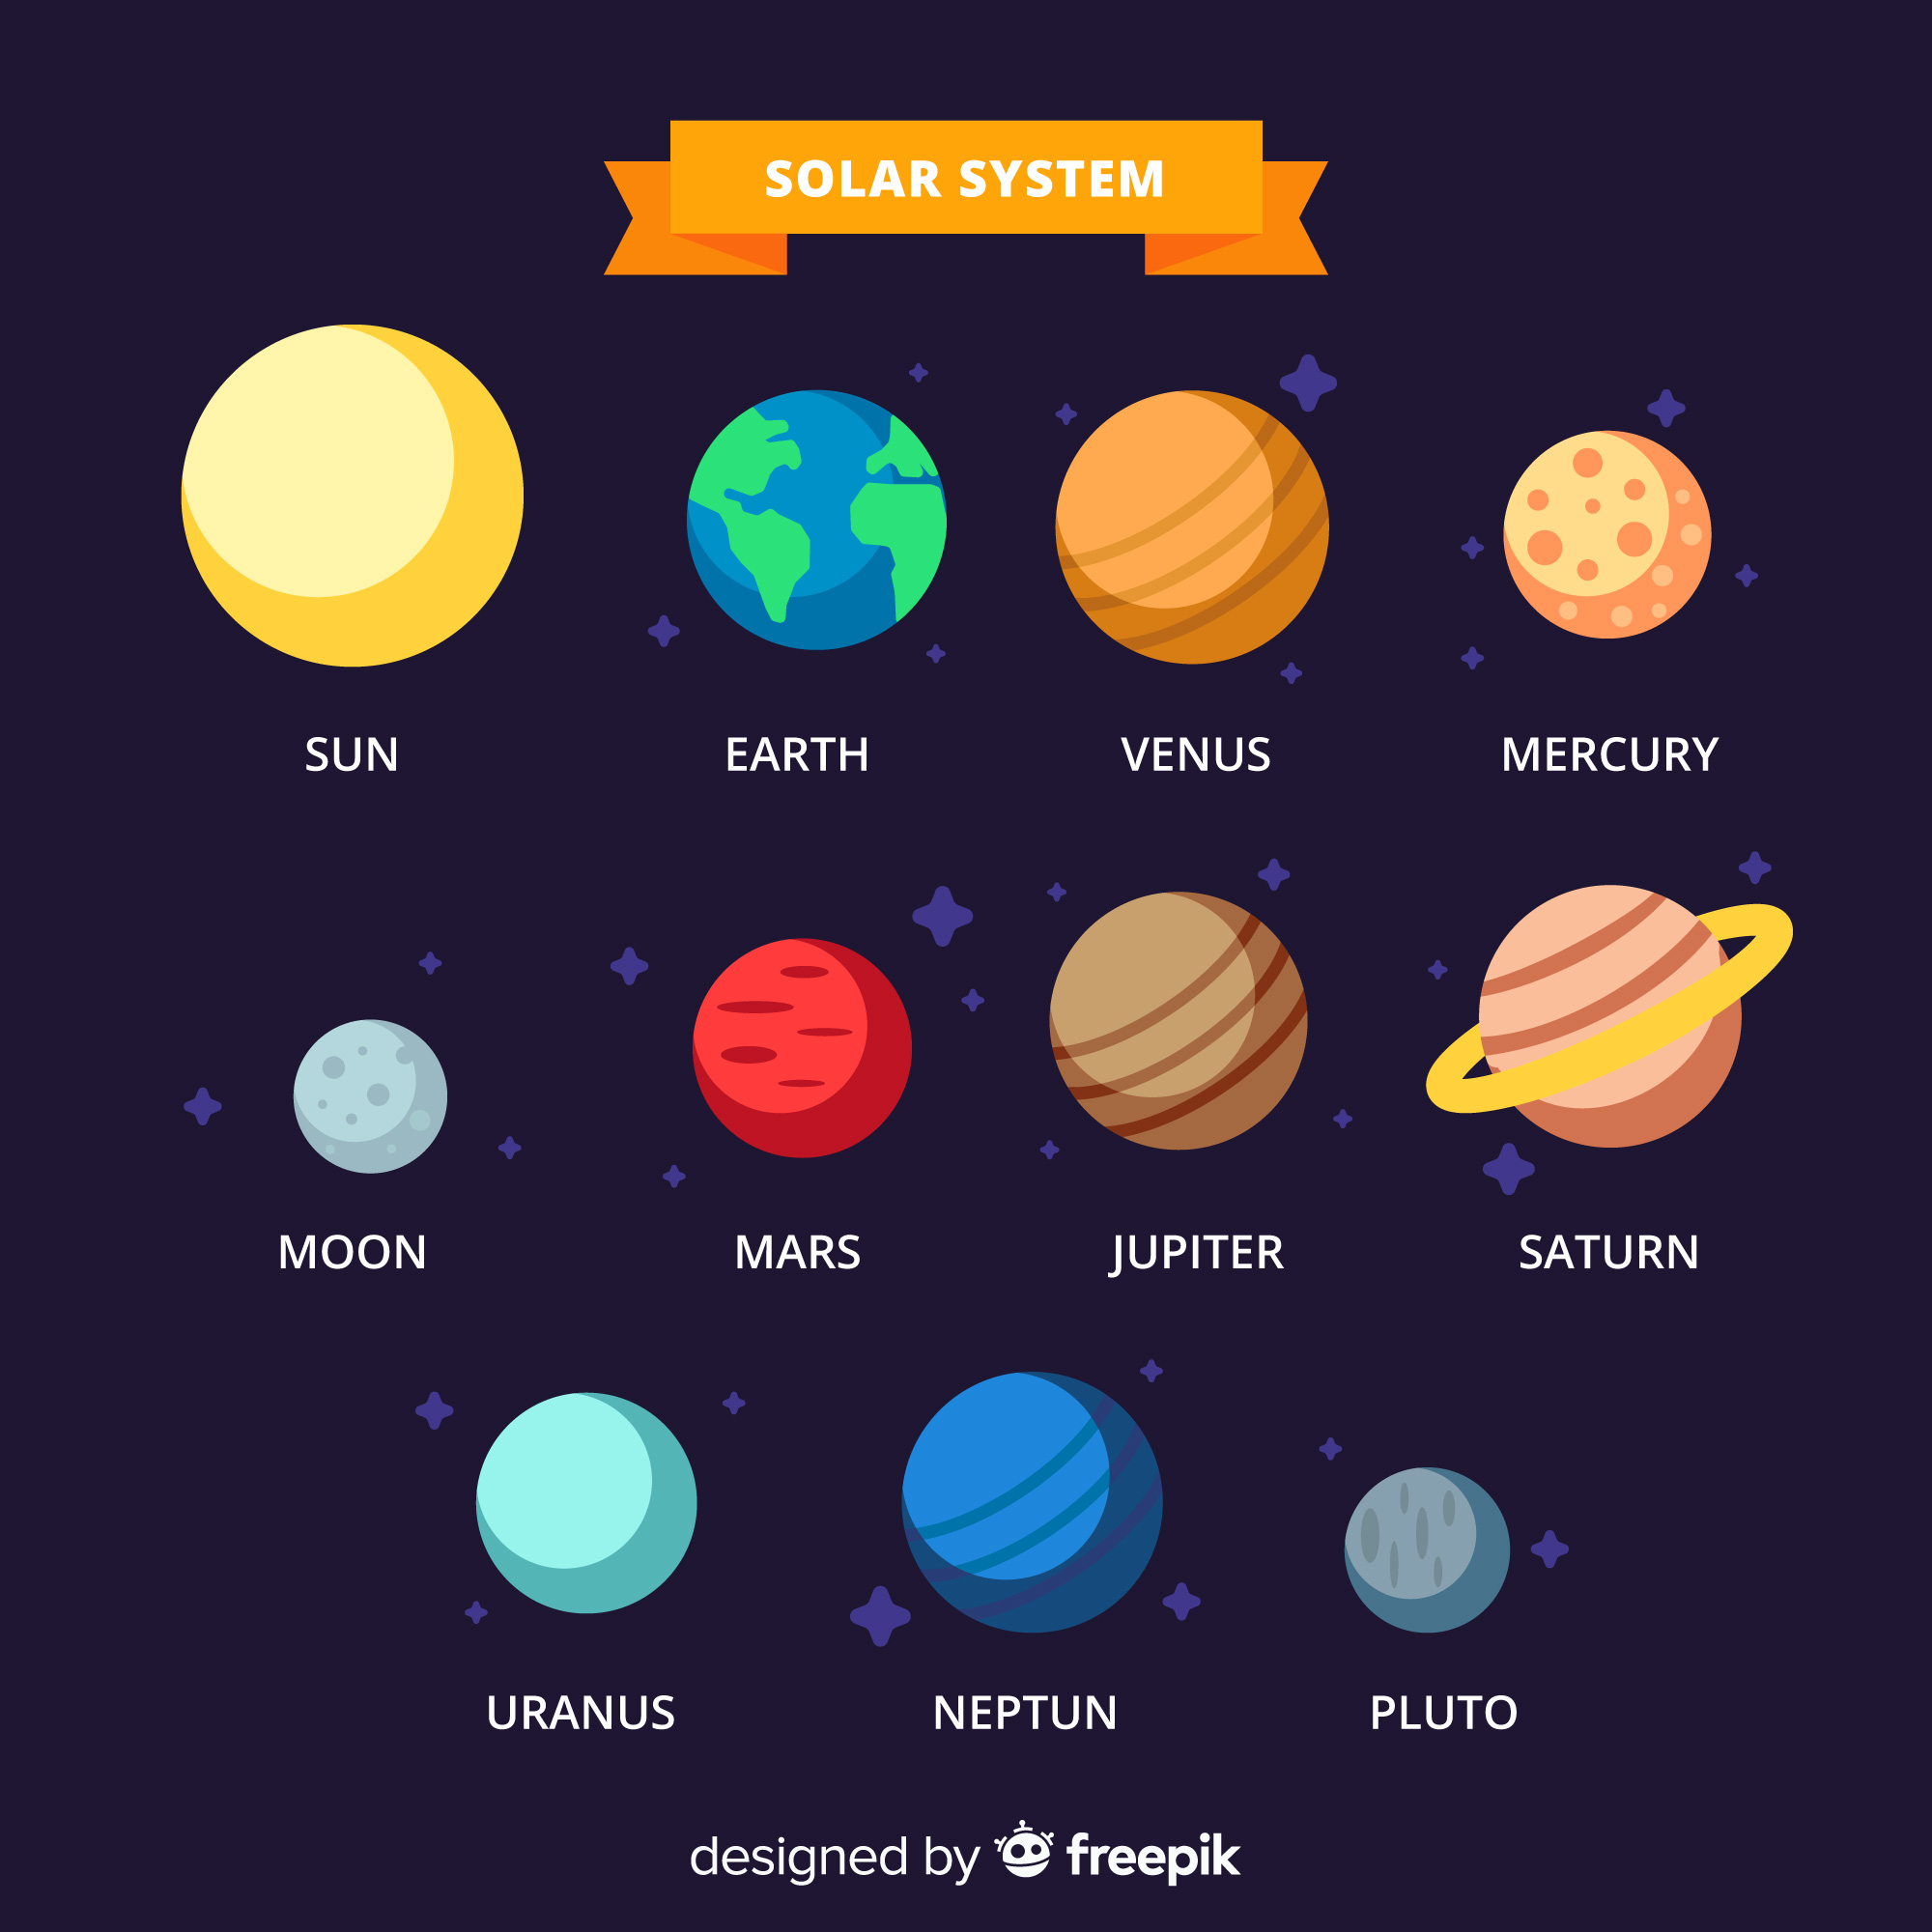 SOLAR SYSTEM
SUN
EARTH
VENUS
MERCURY
MOON
MARS
JUPITER
SATURN
URANUS
NEPTUN
PLUTO
designed by freepik